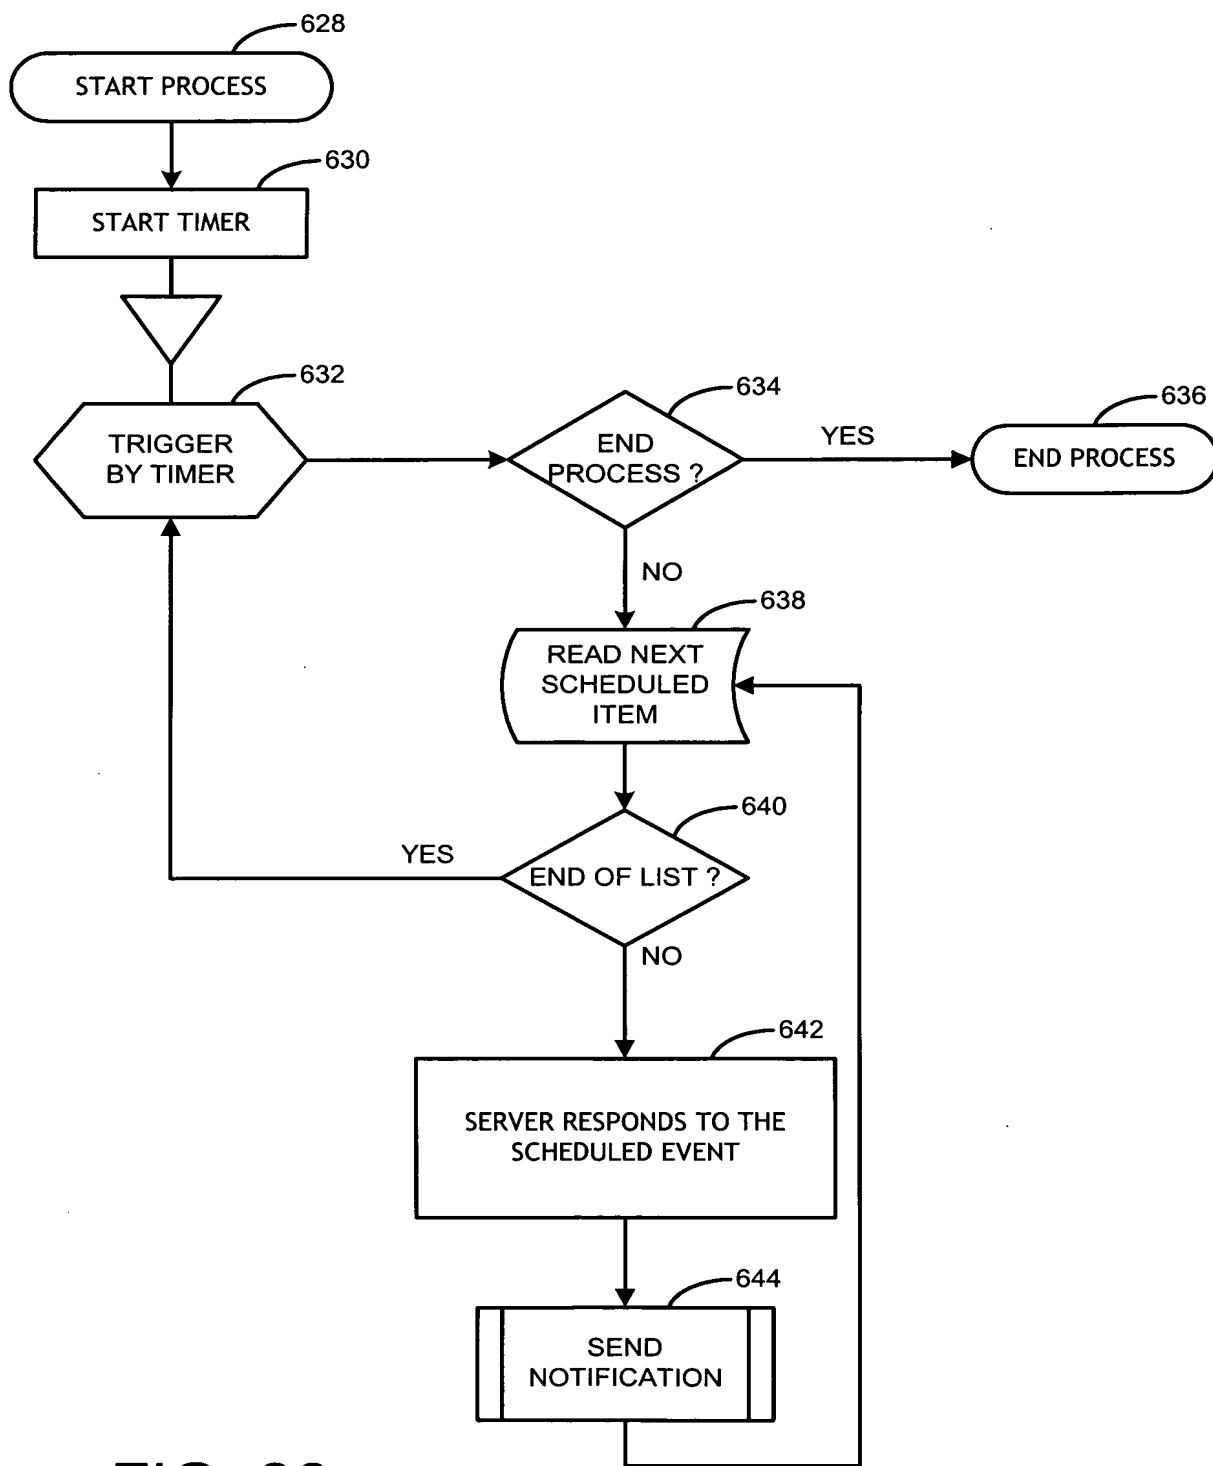 628
START PROCESS
630
START TIMER
632
TRIGGER
BY TIMER
634
END
PROCESS ?
YES
636
END PROCESS
NO
638
READ NEXT
SCHEDULED
ITEM
640
YES
END OF LIST ?
NO
642
SERVER RESPONDS TO THE
SCHEDULED EVENT
644
SEND
NOTIFICATION